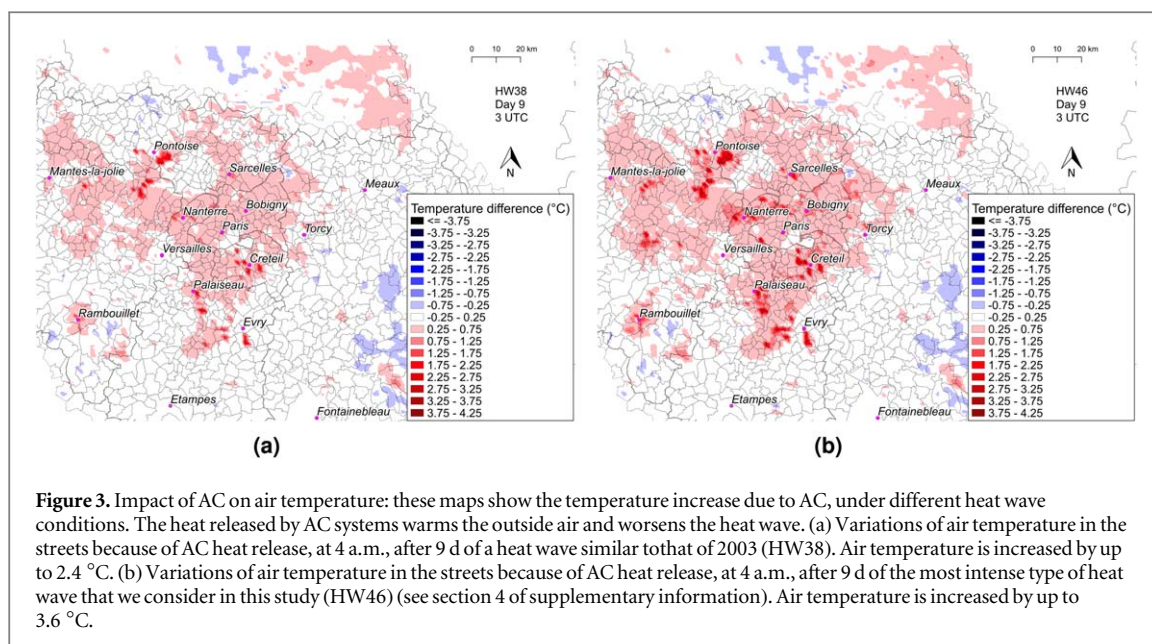 0 10 20 km
HW38
Day 9
3 UTC
N
Pontoise
Mantes-la-jolie
Sarcelles
Meaux
Nanterre
Bobigny
Paris
Torcy
Versailles
Creteil
Palaiseau
Rambouillet
Evry
Etampes
Fontainebleau
Temperature difference (°C)
<= -3.75
-3.75 - -3.25
-3.25 - -2.75
-2.75 - -2.25
-2.25 - -1.75
-1.75 - -1.25
-1.25 - -0.75
-0.75 - -0.25
-0.25 - 0.25
0.25 - 0.75
0.75 - 1.25
1.25 - 1.75
1.75 - 2.25
2.25 - 2.75
2.75 - 3.25
3.25 - 3.75
3.75 - 4.25
(a)
0 10 20 km
HW46
Day 9
3 UTC
N
Pontoise
Mantes-la-jolie
Sarcelles
Meaux
Nanterre
Bobigny
Paris
Torcy
Versailles
Creteil
Palaiseau
Rambouillet
Evry
Etampes
Fontainebleau
Temperature difference (°C)
<= -3.75
-3.75 - -3.25
-3.25 - -2.75
-2.75 - -2.25
-2.25 - -1.75
-1.75 - -1.25
-1.25 - -0.75
-0.75 - -0.25
-0.25 - 0.25
0.25 - 0.75
0.75 - 1.25
1.25 - 1.75
1.75 - 2.25
2.25 - 2.75
2.75 - 3.25
3.25 - 3.75
3.75 - 4.25
(b)
Figure 3. Impact of AC on air temperature: these maps show the temperature increase due to AC, under different heat wave
conditions. The heat released by AC systems warms the outside air and worsens the heat wave. (a) Variations of air temperature in the
streets because of AC heat release, at 4 a.m., after 9 d of a heat wave similar tothat of 2003 (HW38). Air temperature is increased by up
to 2.4 °C. (b) Variations of air temperature in the streets because of AC heat release, at 4 a.m., after 9 d of the most intense type of heat
wave that we consider in this study (HW46) (see section 4 of supplementary information). Air temperature is increased by up to
3.6 °C.